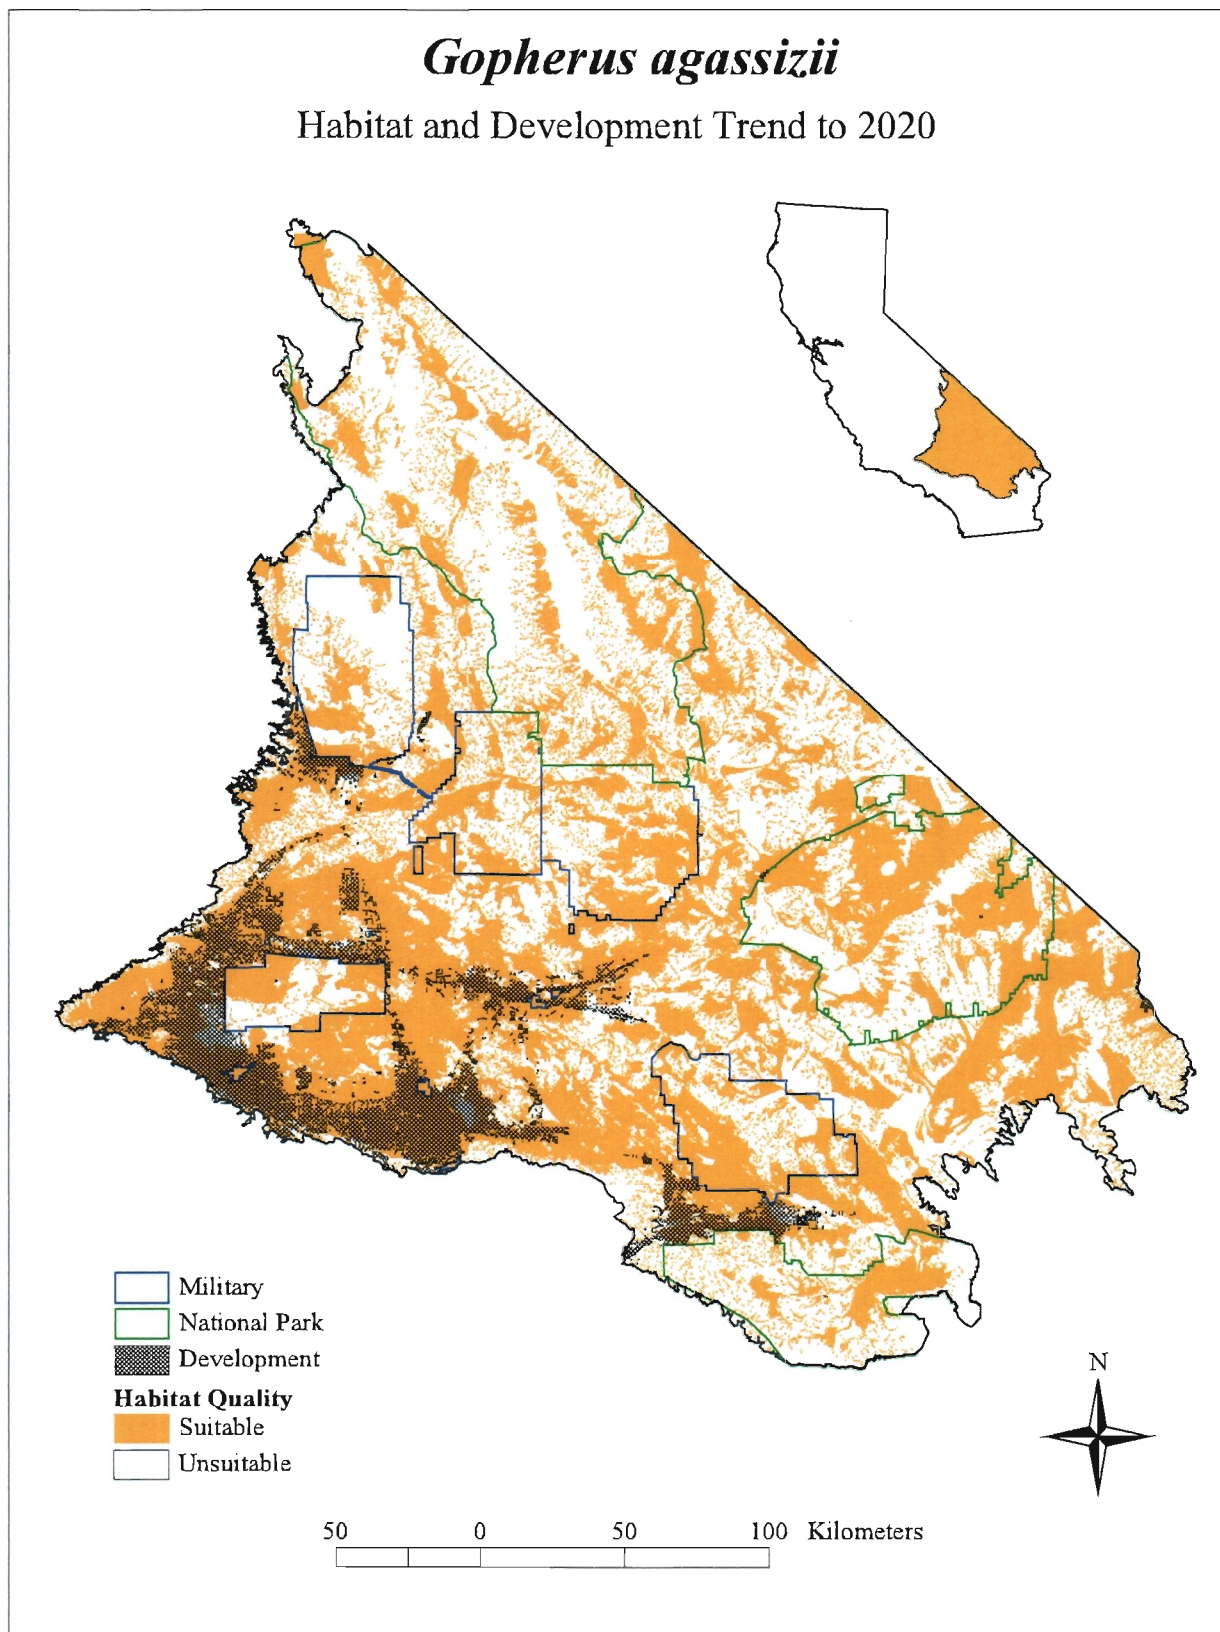 Gopherus agassizii
Habitat and Development Trend to 2020
Military
National Park
Development
Habitat Quality
Suitable
Unsuitable
N
50 0 50 100 Kilometers